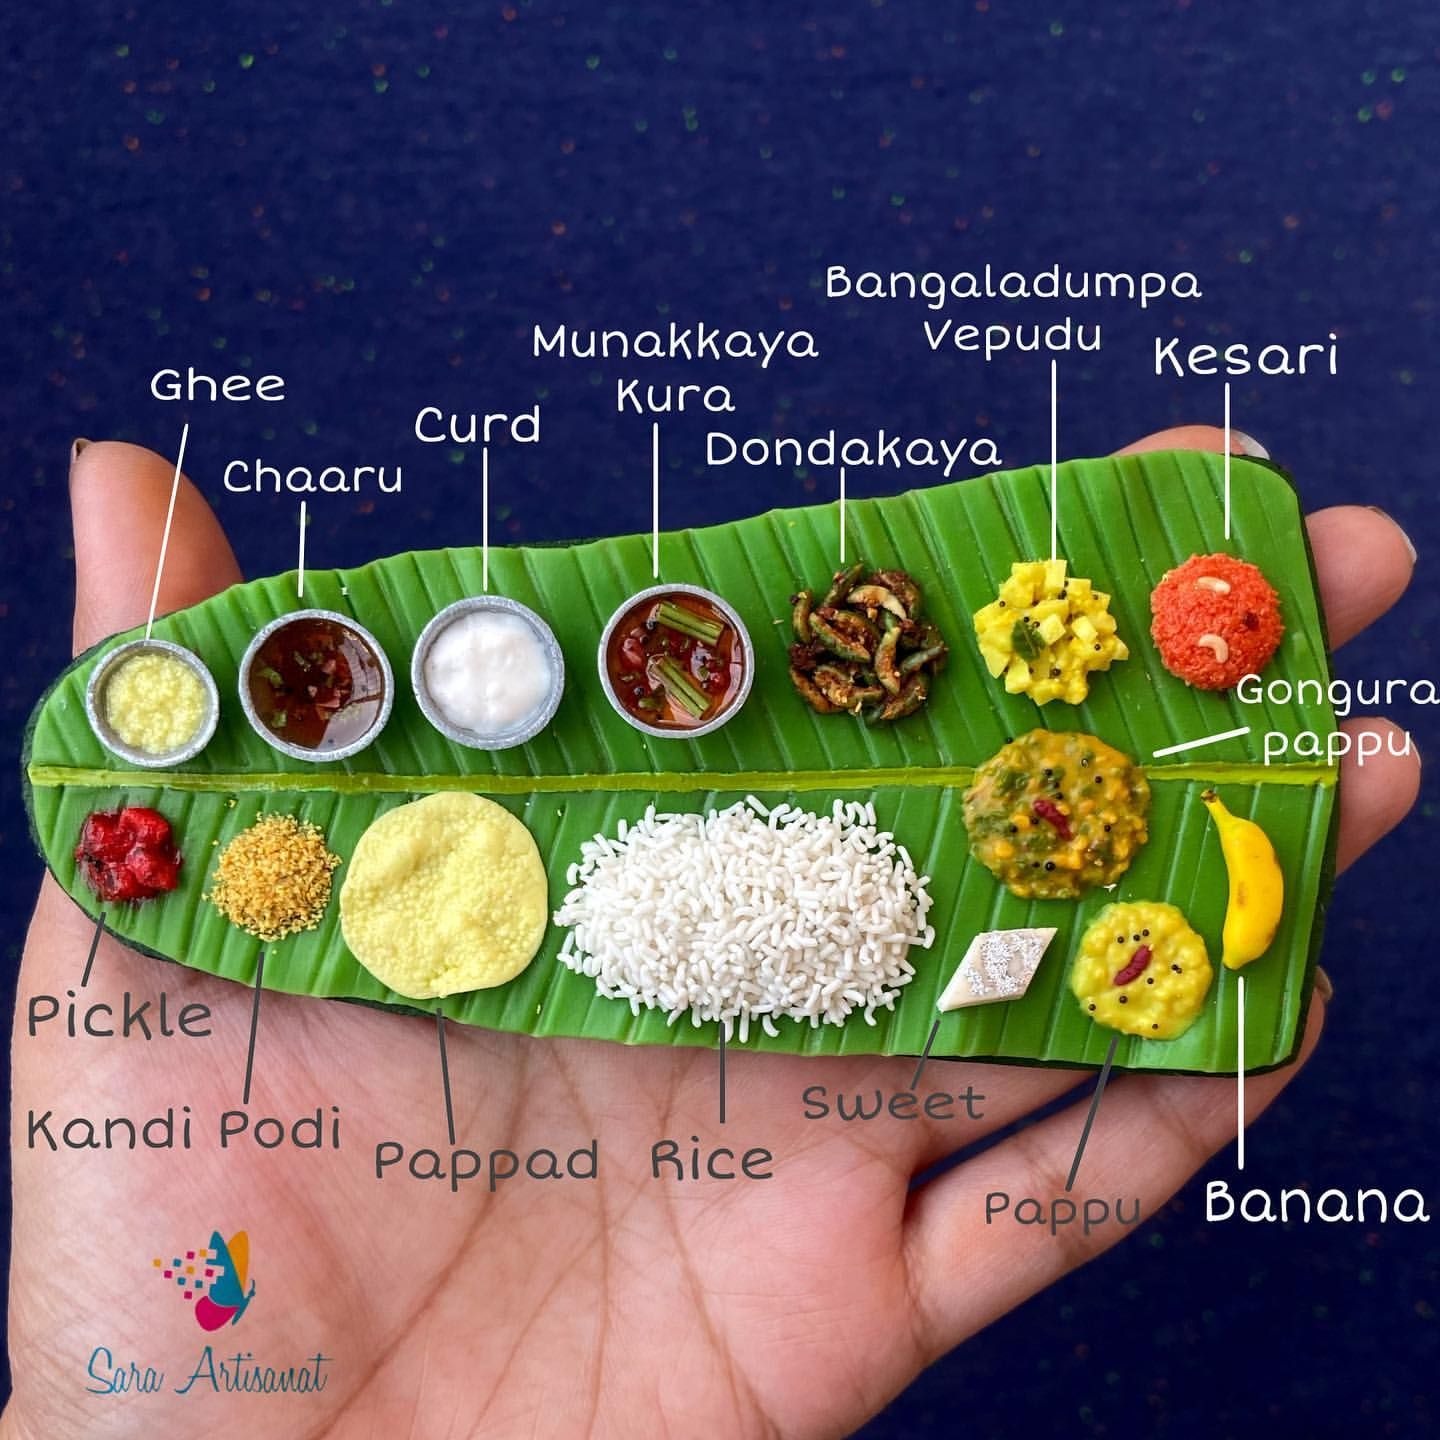 Bangaladumpa
Vepudu
Munakkaya
Kura
Kesari
Ghee
Curd
Dondakaya
Chaaru
Gongura
pappu
Pickle
Kandi Podi
Pappad
Rice
Sweet
Pappu
Banana
Sara Artisanat